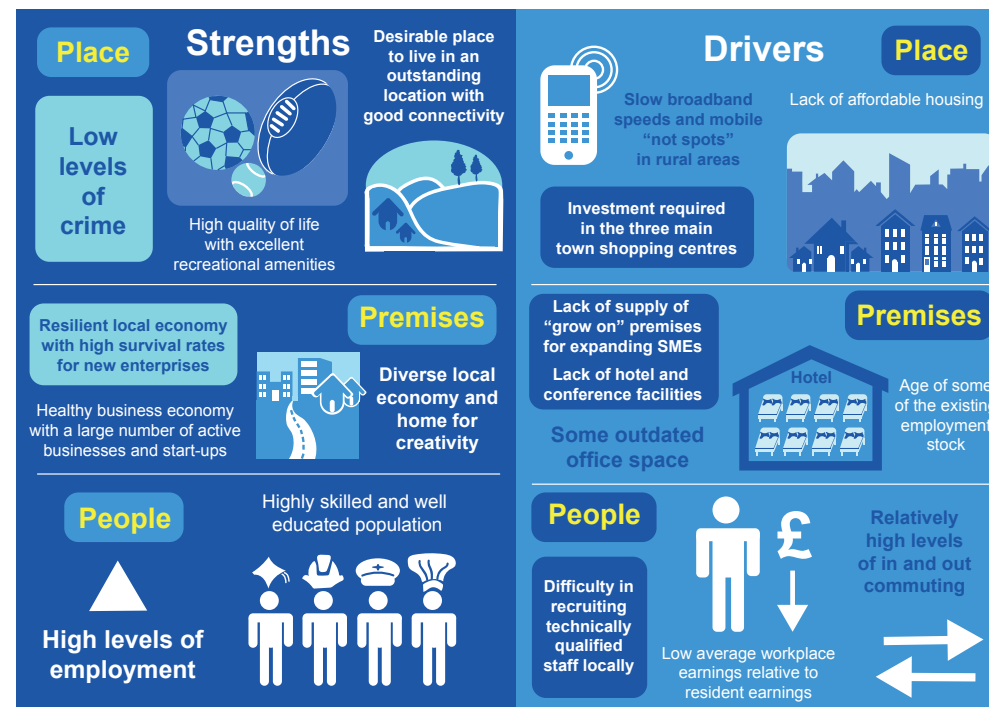 Strengths
Place
Low
levels
of
crime
High quality of life
with excellent
recreational amenities
Desirable place
to live in an
outstanding
location with
good connectivity
Premises
Resilient local economy
with high survival rates
for new enterprises
Healthy business economy
with a large number of active
businesses and start-ups
Diverse local
economy and
home for
creativity
People
High levels of
employment
Highly skilled and well
educated population
Drivers
Place
Slow broadband
speeds and mobile
“not spots”
in rural areas
Investment required
in the three main
town shopping centres
Lack of affordable housing
Premises
Lack of supply of
“grow on” premises
for expanding SMEs
Lack of hotel and
conference facilities
Some outdated
office space
Hotel
Age of some
of the existing
employment
stock
People
Difficulty in
recruiting
technically
qualified
staff locally
£
Low average workplace
earnings relative to
resident earnings
Relatively
high levels
of in and out
commuting